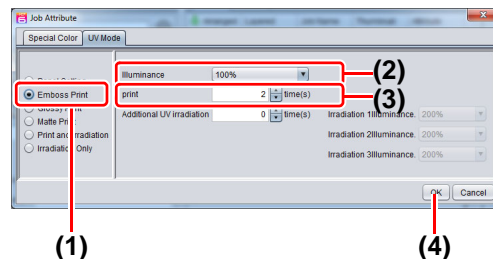 Job Attribute
Special Color UV Mode
Illuminance 100% (2)
Emboss Print print 2 time(s) (3)
Additional UV irradiation 0 time(s) Irradiation 1Illuminance. 200%
Matte Print
Print and Irradiation Irradiation 2Illuminance. 200%
Irradiation Only Irradiation 3Illuminance. 200%
OK Cancel
(1) (4)